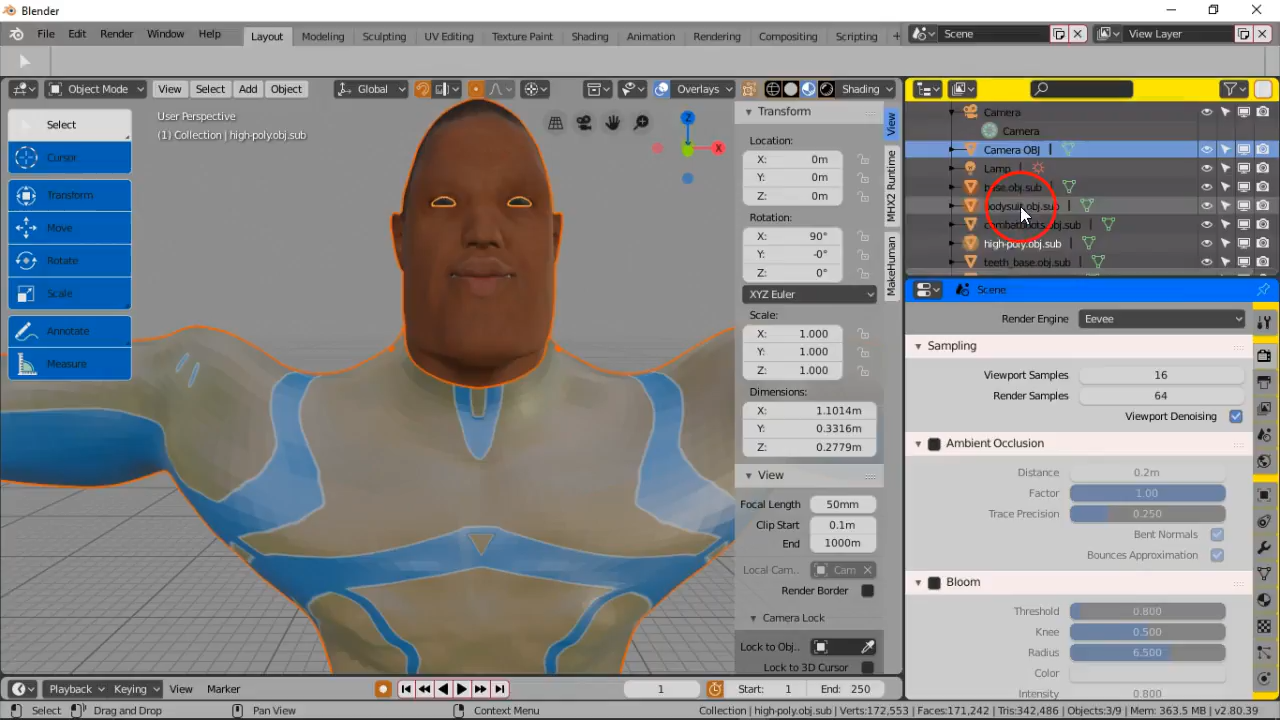 Blender
File Edit Render Window Help Layout Modeling Sculpting UV Editing Texture Paint Shading Animation Rendering Compositing Scripting + Scene View Layer
Object Mode View Select Add Object Global Overlays Shading
User Perspective
(1) Collection | high-poly.obj.sub
Select
Cursor
Transform
Move
Rotate
Scale
Annotate
Measure
Z
X
Transform
Location:
X: 0m
Y: 0m
Z: 0m
Rotation:
X: 90°
Y: -0°
Z: 0°
XYZ Euler
Scale:
X: 1.000
Y: 1.000
Z: 1.000
Dimensions:
X: 1.1014m
Y: 0.3316m
Z: 0.2779m
View
Focal Length 50mm
Clip Start 0.1m
End 1000m
Local Cam.. Cam
Render Border
Camera Lock
Lock to Obj..
Lock to 3D Cursor
View
MHX2 Runtime
MakeHuman
Camera
Camera
Camera OBJ
Lamp
base.obj.sub
bodysuit.obj.sub
high-poly.obj.sub
teeth_base.obj.sub
Scene
Render Engine Eevee
Sampling
Viewport Samples 16
Render Samples 64
Viewport Denoising
Ambient Occlusion
Distance 0.2m
Factor 1.00
Trace Precision 0.250
Bent Normals
Bounces Approximation
Bloom
Threshold 0.800
Knee 0.500
Radius 6.500
Color
Intensity 0.800
Playback Keying View Marker 1 Start: 1 End: 250
Select Drag and Drop Pan View Context Menu Collection | high-poly.obj.sub | Verts:172,553 | Faces:171,242 | Tris:342,486 | Objects:3/9 | Mem: 363.5 MB | v2.80.39